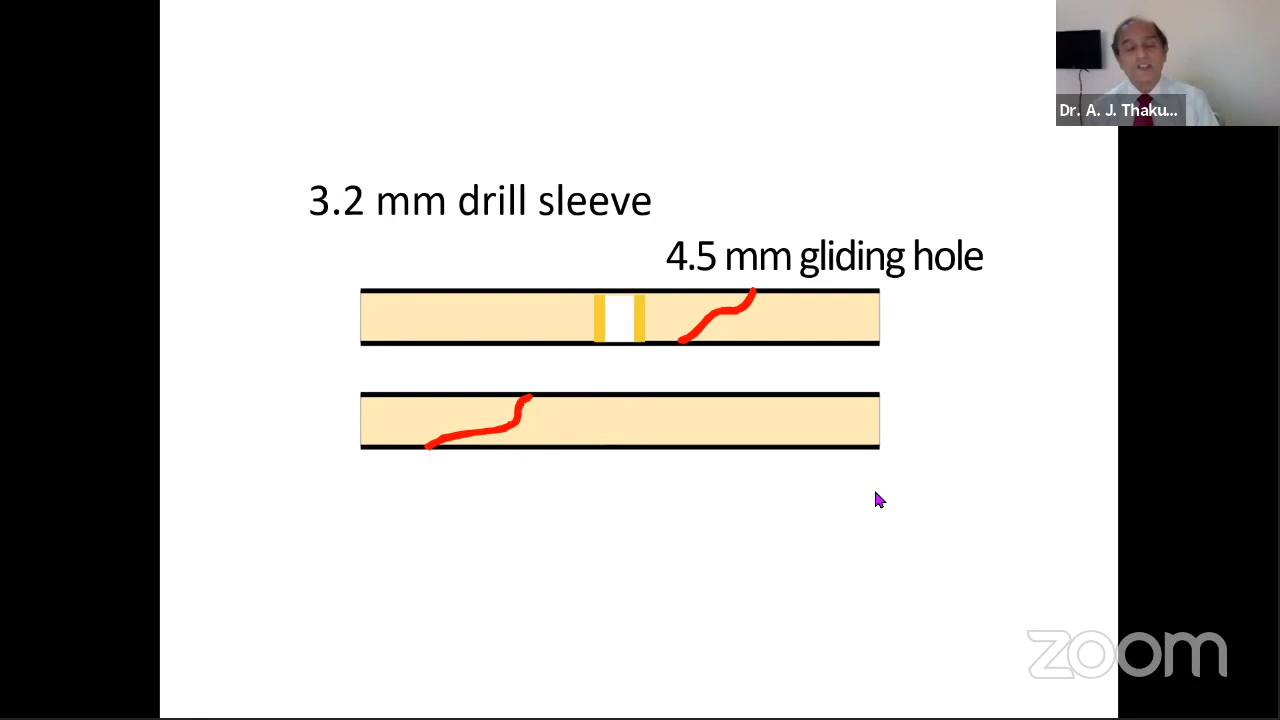 Dr. A. J. Thaku...
3.2 mm drill sleeve
4.5 mm gliding hole
zoom